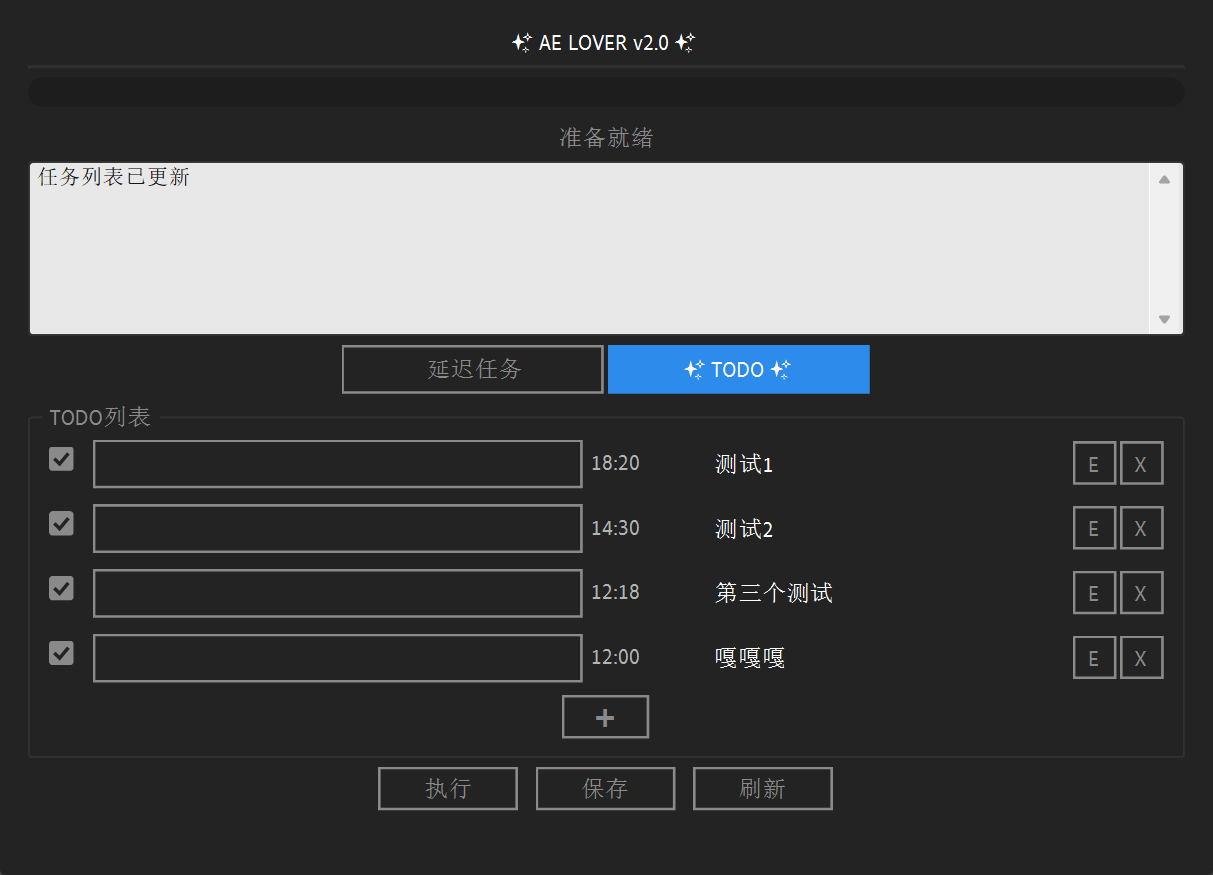 AE LOVER v2.0
准备就绪
任务列表已更新
延迟任务 TODO
TODO列表
18:20 测试1 E X
14:30 测试2 E X
12:18 第三个测试 E X
12:00 嘎嘎嘎 E X
+
执行 保存 刷新